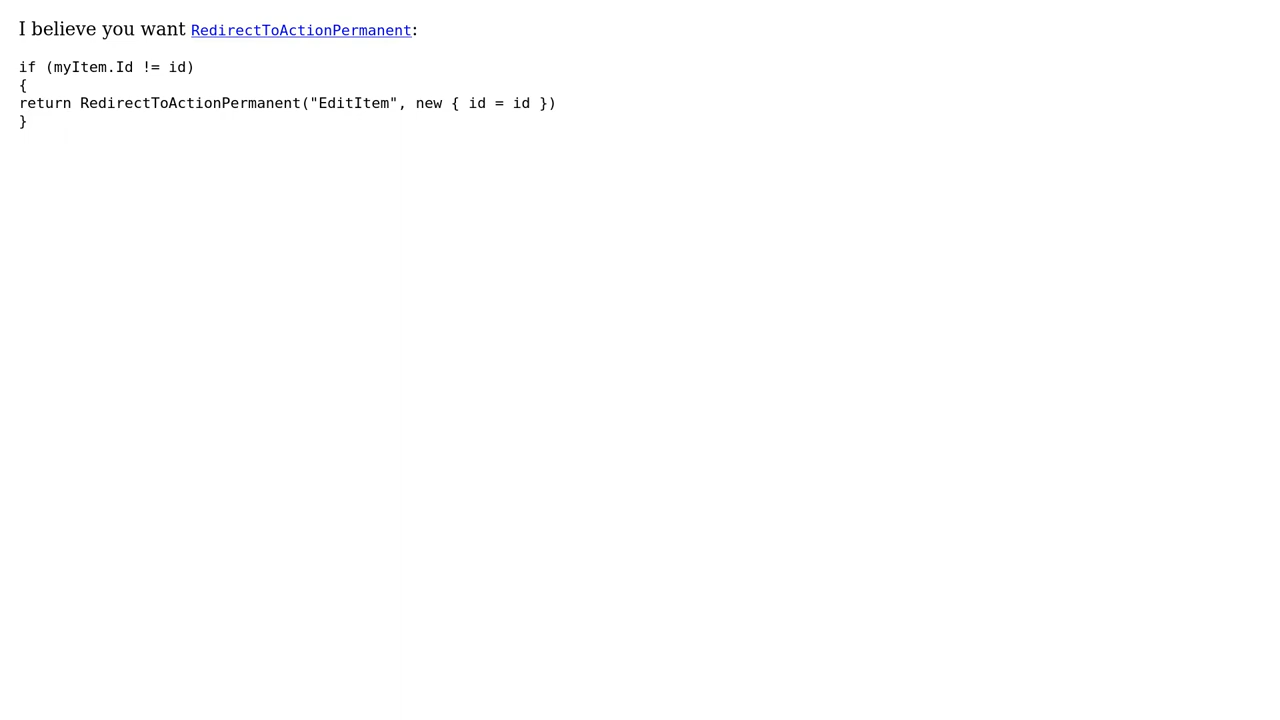 I believe you want RedirectToActionPermanent:
if (myItem.Id != id)
{
return RedirectToActionPermanent("EditItem", new { id = id })
}